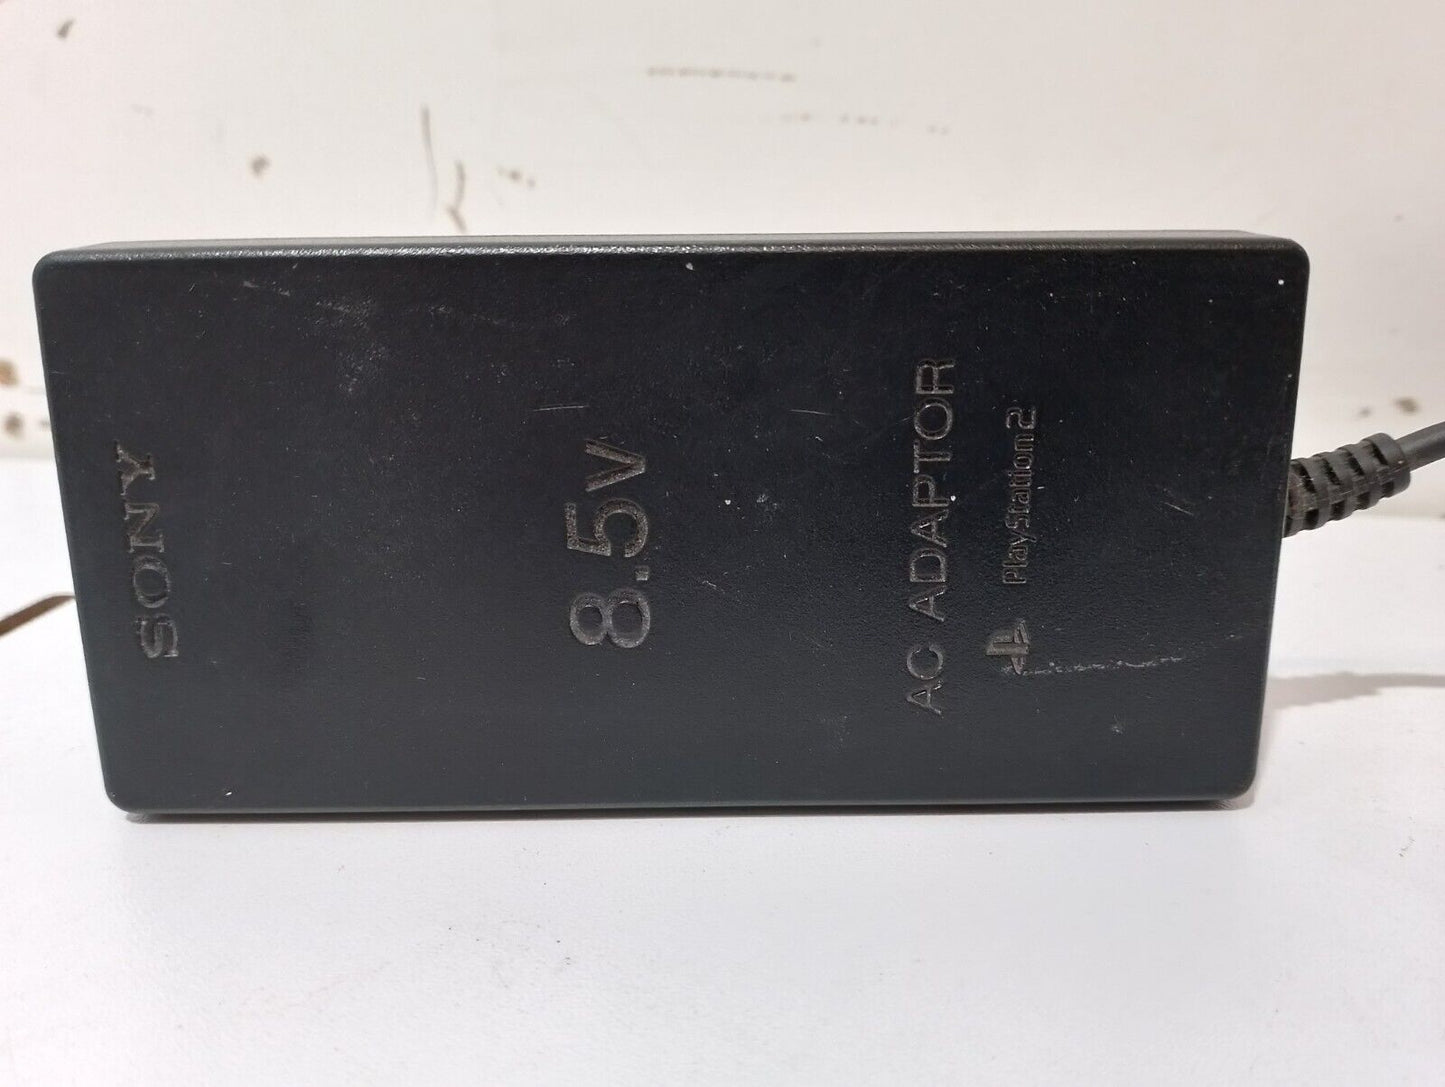 SONY
8.5v
AC ADAPTOR
PlayStation 2